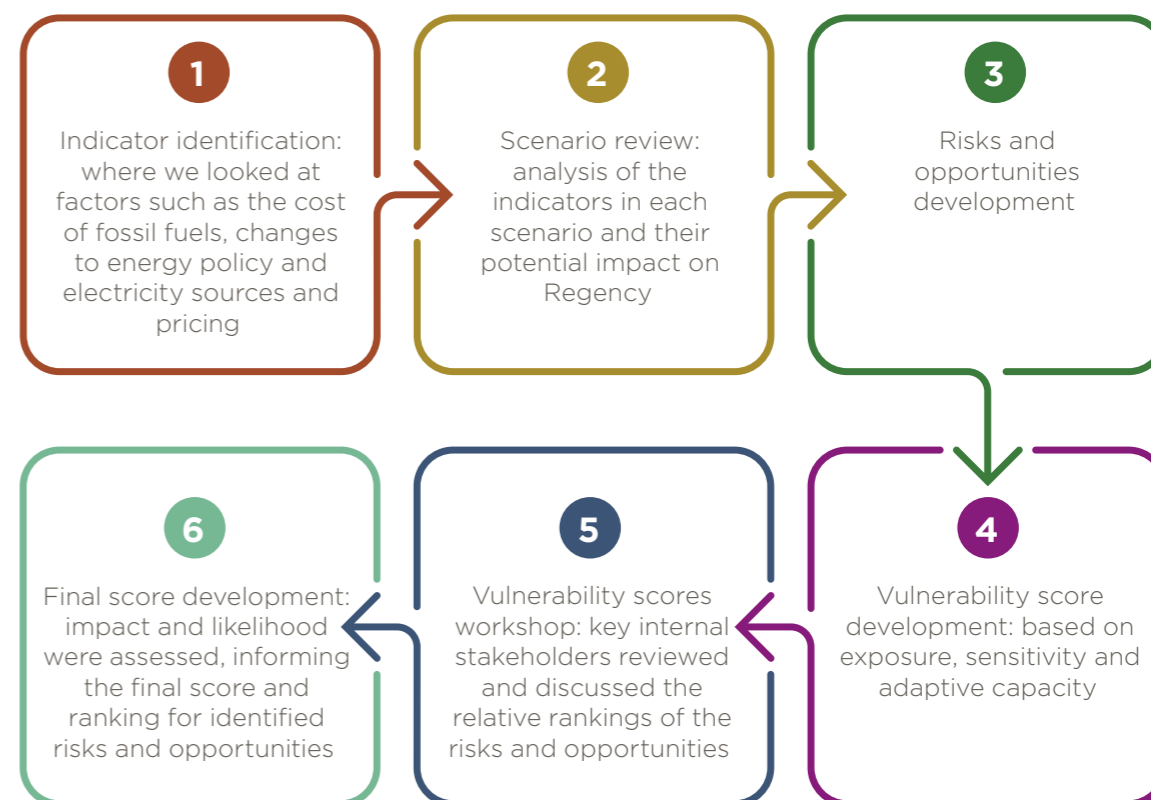 1
Indicator identification:
where we looked at
factors such as the cost
of fossil fuels, changes
to energy policy and
electricity sources and
pricing
2
Scenario review:
analysis of the
indicators in each
scenario and their
potential impact on
Regency
3
Risks and
opportunities
development
4
Vulnerability score
development: based on
exposure, sensitivity and
adaptive capacity
5
Vulnerability scores
workshop: key internal
stakeholders reviewed
and discussed the
relative rankings of the
risks and opportunities
6
Final score development:
impact and likelihood
were assessed, informing
the final score and
ranking for identified
risks and opportunities